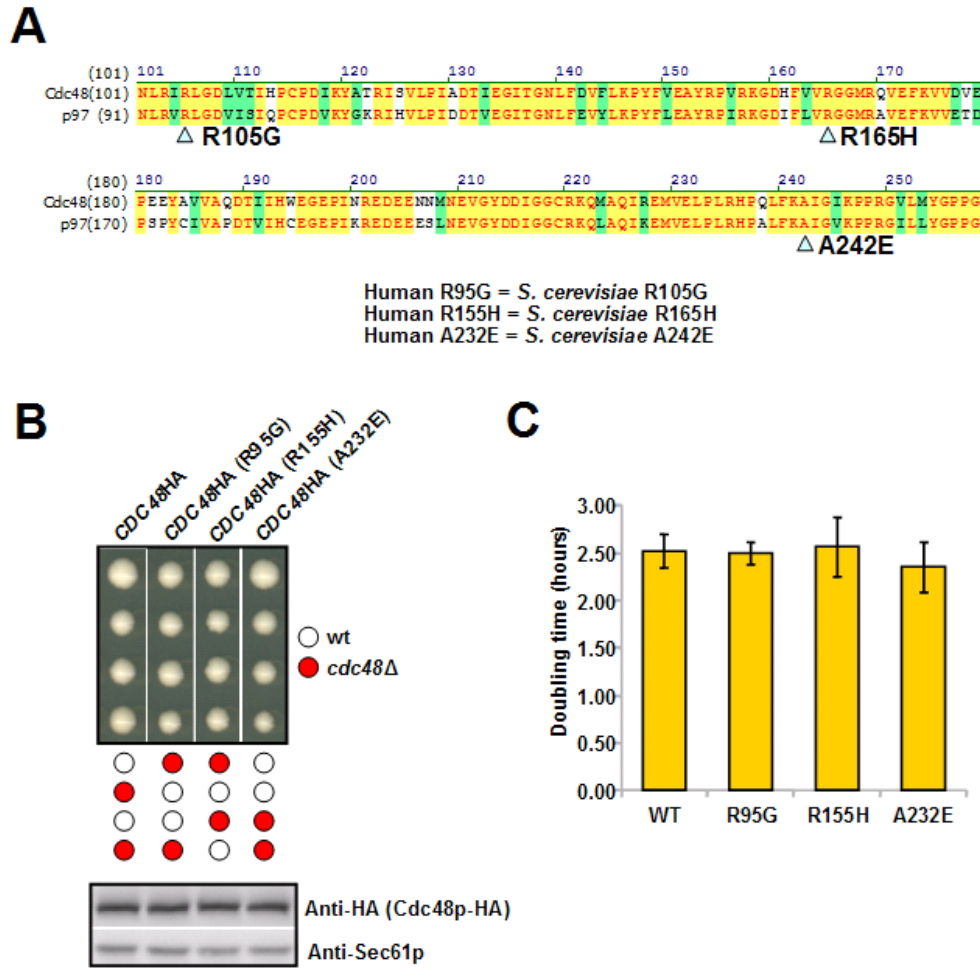 A
(101) 101 110 120 130 140 150 160 170
Cdc48(101) NLRIRLGDLVTIHPCPDIKYATRISVLPIADTIEGITGNLFDVFLKPYFVEAYRPVRKGDHFVVRGGMRQVEFKVVDVE
p97 (91) NLRVRLGDVISIQPCPDVKYGKRIHVLPIDDTVEGITGNLFEVYLKPYFLEAYRPIRKGDIFLVRGGMRAVEFKVVETD
R105G R165H
(180) 180 190 200 210 220 230 240 250
Cdc48(180) PEEYAVVAQDTIIHWEGEPINREDEENNMNEVGYDDIGGCRKQMAQIREMVELPLRHPQLFKAIGIKPPRGVLMYGPPG
p97(170) PSPYCIVAPDTVIHCEGEPIKREDEEESLNEVGYDDIGGCRKQLAQIKEMVELPLRHPALFKAIGVKPPRGILLYGPPG
A242E
Human R95G = S. cerevisiae R105G
Human R155H = S. cerevisiae R165H
Human A232E = S. cerevisiae A242E
B
CDC48HA
CDC48HA (R95G)
CDC48HA (R155H)
CDC48HA (A232E)
wt
cdc48Δ
Anti-HA (Cdc48p-HA)
Anti-Sec61p
C
Doubling time (hours)
3.00
2.50
2.00
1.50
1.00
0.50
0.00
WT R95G R155H A232E